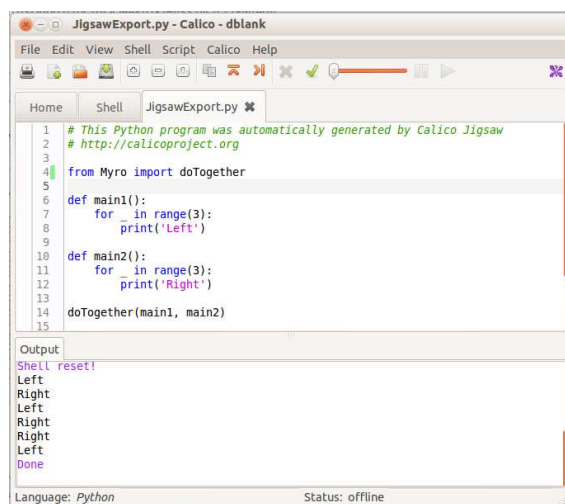 JigsawExport.py - Calico - dblank
File Edit View Shell Script Calico Help
Home Shell JigsawExport.py
1 # This Python program was automatically generated by Calico Jigsaw
2 # http://calicoproject.org
3
4 from Myro import doTogether
5
6 def main1():
7     for _ in range(3):
8         print('Left')
9
10 def main2():
11     for _ in range(3):
12         print('Right')
13
14 doTogether(main1, main2)
15
Output
Shell reset!
Left
Right
Left
Right
Right
Left
Done
Language: Python Status: offline